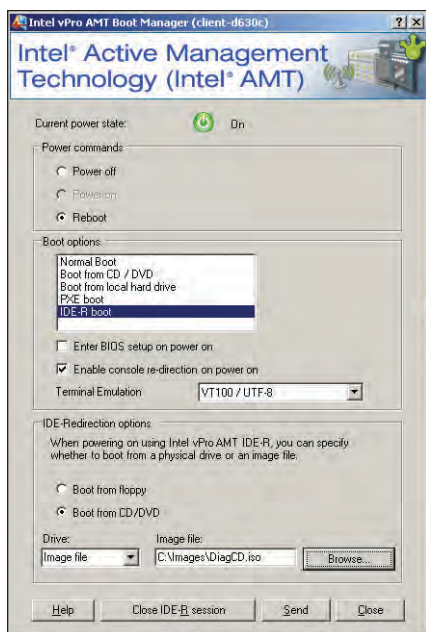 Intel vPro AMT Boot Manager (client-d630c)
Intel® Active Management
Technology (Intel® AMT)
Current power state: On
Power commands
Power off
Power on
Reboot
Boot options
Normal Boot
Boot from CD / DVD
Boot from local hard drive
PXE boot
IDE-R boot
Enter BIOS setup on power on
Enable console re-direction on power on
Terminal Emulation VT100 / UTF-8
IDE-Redirection options
When powering on using Intel vPro AMT IDE-R, you can specify
whether to boot from a physical drive or an image file.
Boot from floppy
Boot from CD/DVD
Drive: Image file:
Image file C:\Images\DiagCD.iso Browse...
Help Close IDE-R session Send Close